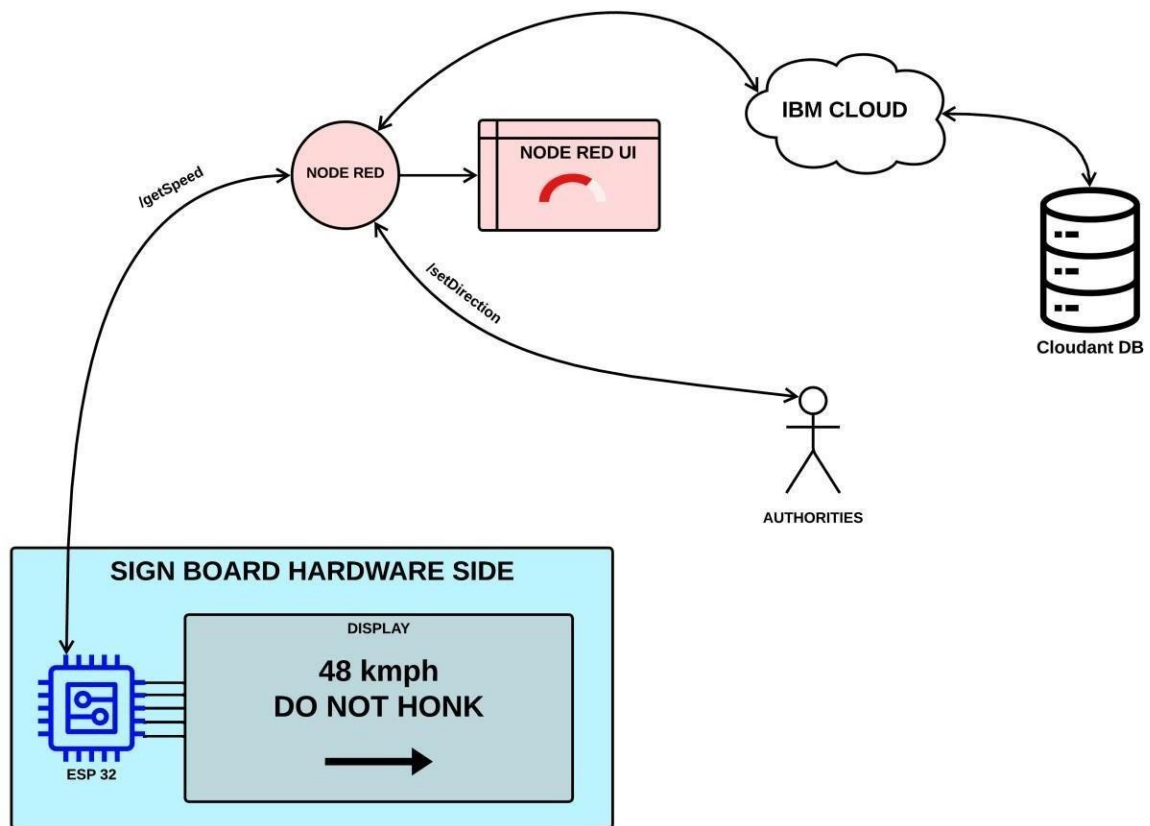 IBM CLOUD
NODE RED
NODE RED UI
/getSpeed
/setDirection
Cloudant DB
AUTHORITIES
SIGN BOARD HARDWARE SIDE
DISPLAY
48 kmph
DO NOT HONK
ESP 32